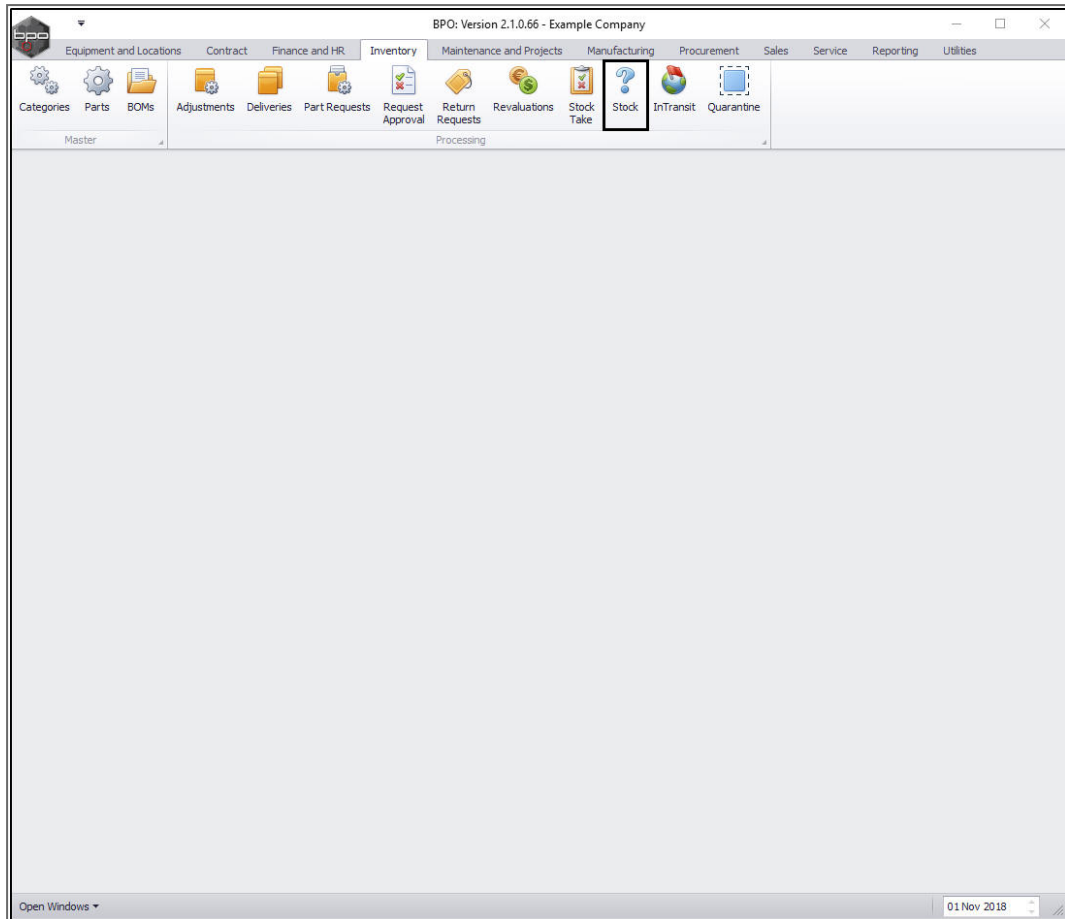 BPO: Version 2.1.0.66 - Example Company
bpo
Equipment and Locations Contract Finance and HR Inventory Maintenance and Projects Manufacturing Procurement Sales Service Reporting Utilities
Categories Parts BOMs Adjustments Deliveries Part Requests Request Approval Return Requests Revaluations Stock Take Stock InTransit Quarantine
Master Processing
Open Windows 01 Nov 2018